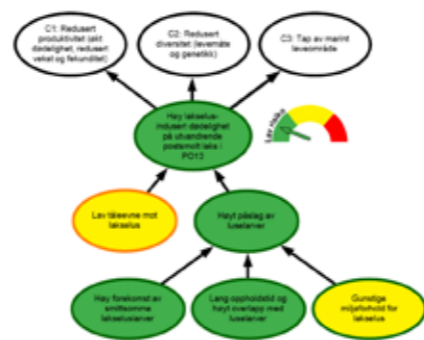 C1: Redusert
produktivitet (økt
dødelighet, redusert
vekst og fekunditet)
C2: Redusert
diversitet (levemåte
og genetikk)
C3: Tap av marint
leveområde
Høy lakselus-
indusert dødelighet
på utvandrende
postsmolt laks i
PO13
Lav risiko
Lav tåleevne mot
lakselus
Høyt påslag av
luselarver
Høy forekomst av
smittsomme
lakseluslarver
Lang oppholdstid og
høyt overlapp med
luselarver
Gunstige
miljøforhold for
lakselus